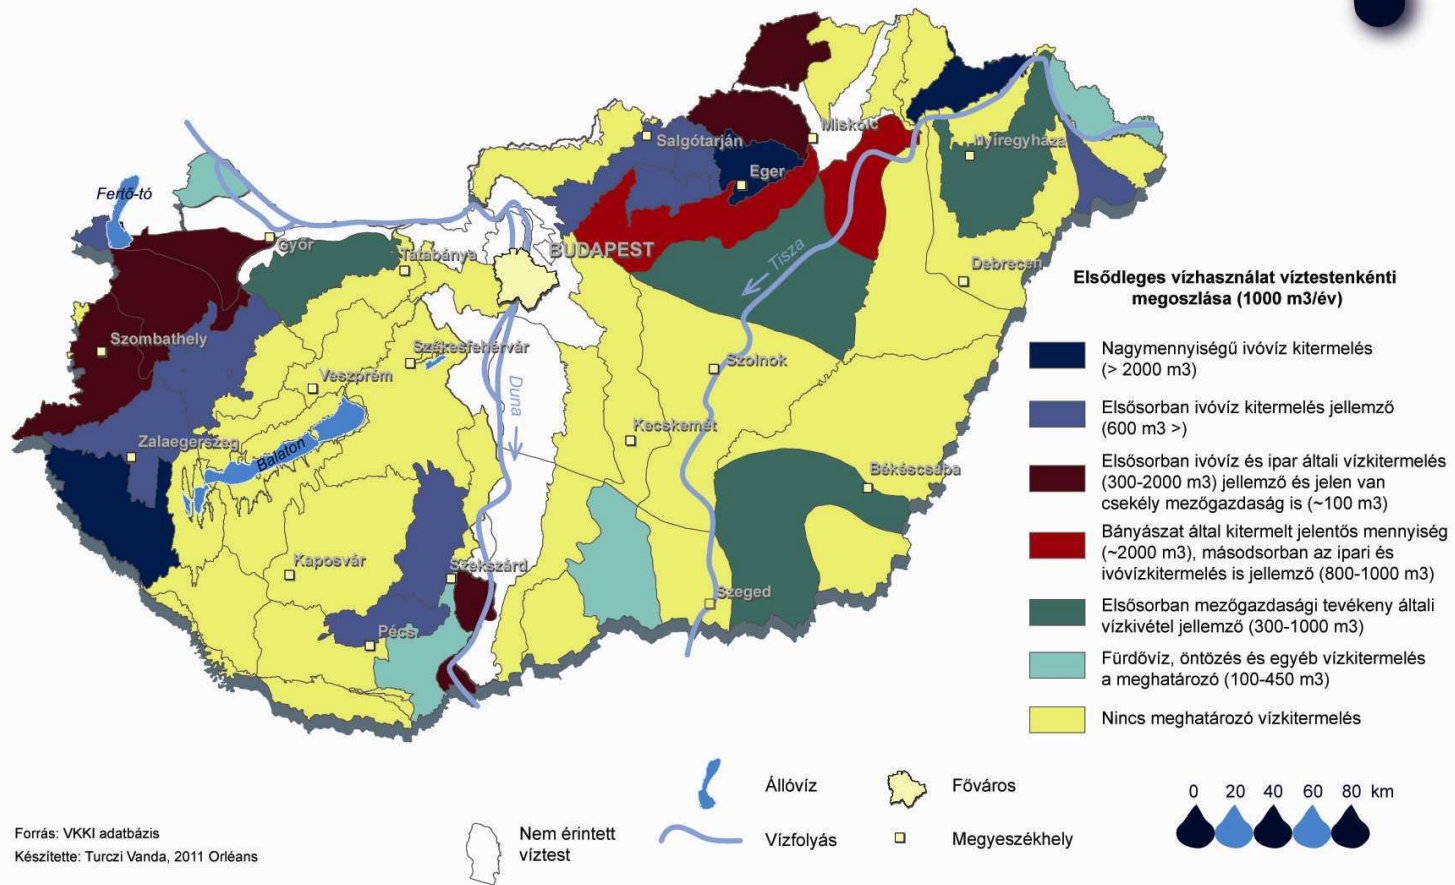 Salgótarján
Miskolc
Nyíregyháza
Eger
Fertő-tó
Győr
Tatabánya
BUDAPEST
Tisza
Debrecen
Szombathely
Székesfehérvár
Veszprém
Szolnok
Duna
Kecskemét
Zalaegerszeg
Balaton
Békéscsaba
Kaposvár
Szekszárd
Szeged
Pécs
Elsődleges vízhasználat víztestenkénti
megoszlása (1000 m3/év)
Nagymennyiségű ivóvíz kitermelés
(> 2000 m3)
Elsősorban ivóvíz kitermelés jellemző
(600 m3 >)
Elsősorban ivóvíz és ipar általi vízkitermelés
(300-2000 m3) jellemző és jelen van
csekély mezőgazdaság is (~100 m3)
Bányászat által kitermelt jelentős mennyiség
(~2000 m3), másodsorban az ipari és
ivóvízkitermelés is jellemző (800-1000 m3)
Elsősorban mezőgazdasági tevékeny általi
vízkivétel jellemző (300-1000 m3)
Fürdővíz, öntözés és egyéb vízkitermelés
a meghatározó (100-450 m3)
Nincs meghatározó vízkitermelés
Állóvíz
Főváros
Nem érintett
víztest
Vízfolyás
Megyeszékhely
0 20 40 60 80 km
Forrás: VKKI adatbázis
Készítette: Turczi Vanda, 2011 Orléans